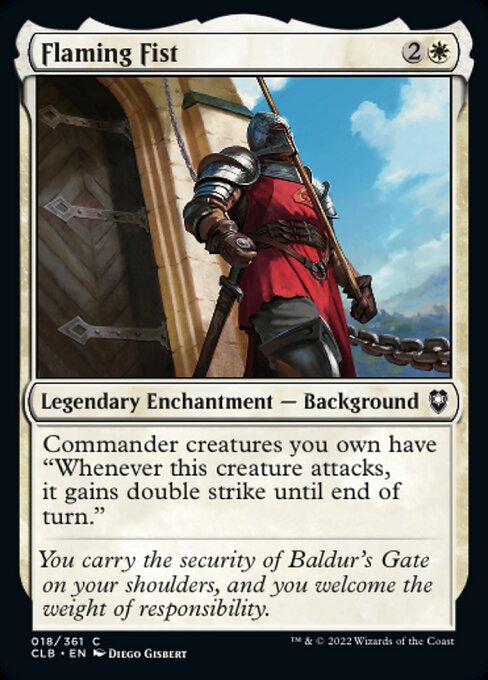 Flaming Fist 2
Legendary Enchantment — Background
Commander creatures you own have
“Whenever this creature attacks,
it gains double strike until end of
turn.”
You carry the security of Baldur’s Gate
on your shoulders, and you welcome the
weight of responsibility.
018/361 C
CLB • EN Diego Gisbert
™ & © 2022 Wizards of the Coast